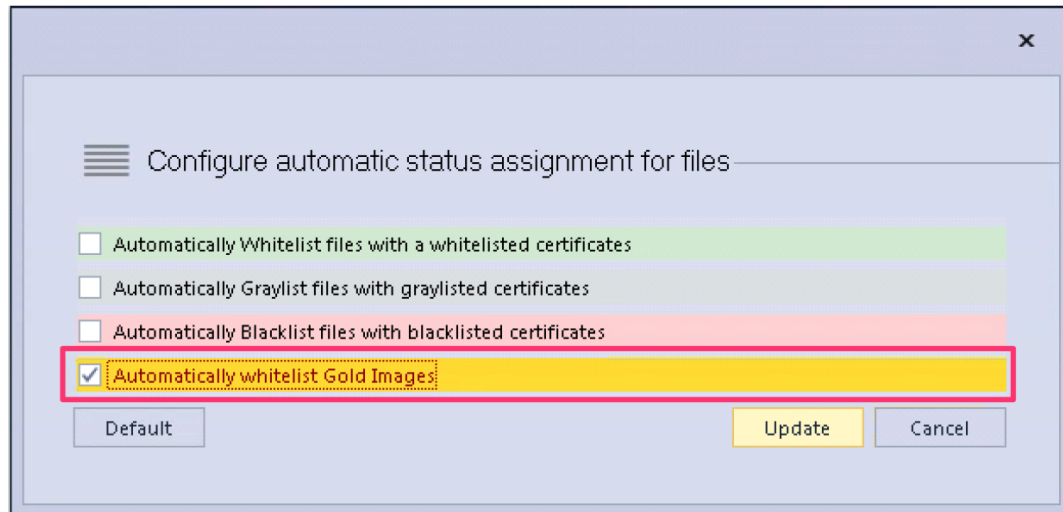 Configure automatic status assignment for files
Automatically Whitelist files with a whitelisted certificates
Automatically Graylist files with graylisted certificates
Automatically Blacklist files with blacklisted certificates
Automatically whitelist Gold Images
Default Update Cancel